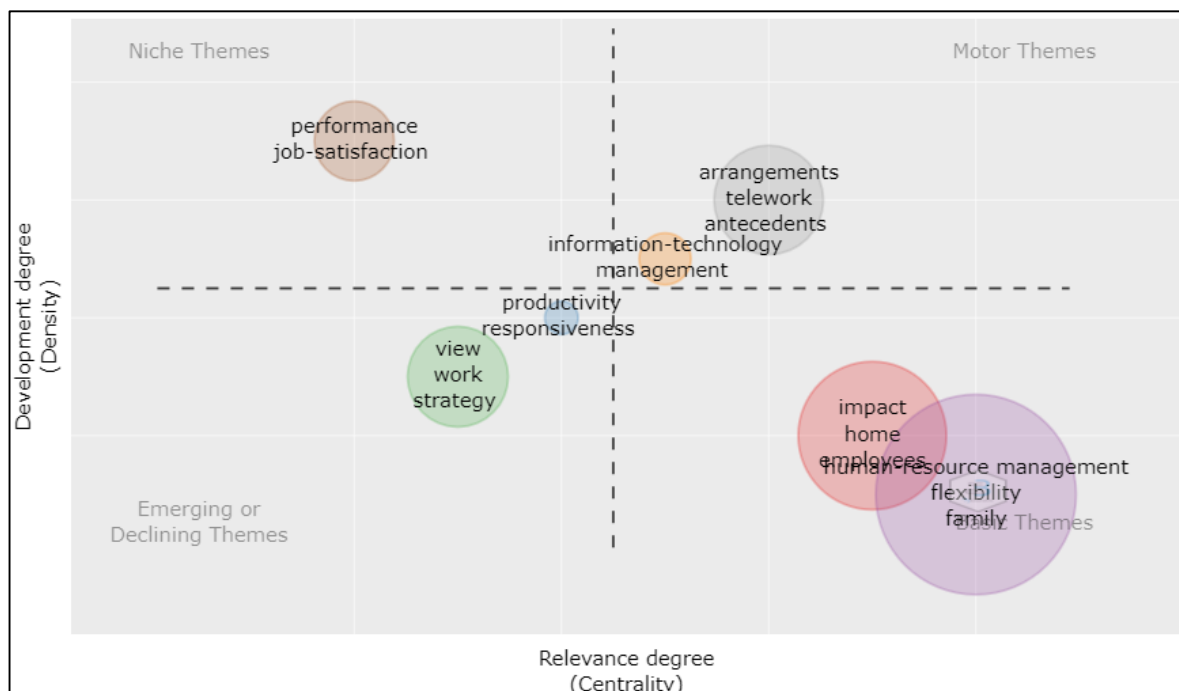 Niche Themes
Motor Themes
performance
job-satisfaction
arrangements
telework
antecedents
information-technology
management
productivity
responsiveness
view
work
strategy
impact
home
employees
human-resource management
flexibility
family
Emerging or
Declining Themes
Basic Themes
Development degree
(Density)
Relevance degree
(Centrality)